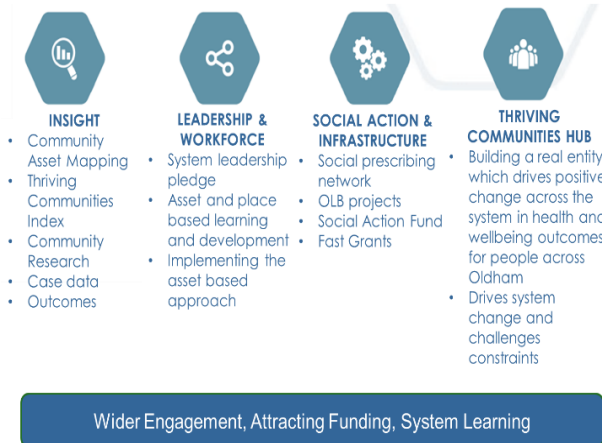 INSIGHT
• Community
Asset Mapping
• Thriving
Communities
Index
• Community
Research
• Case data
• Outcomes
LEADERSHIP &
WORKFORCE
• System leadership
pledge
• Asset and place
based learning
and development
• Implementing the
asset based
approach
SOCIAL ACTION &
INFRASTRUCTURE
• Social prescribing
network
• OLB projects
• Social Action Fund
• Fast Grants
THRIVING
COMMUNITIES HUB
• Building a real entity
which drives positive
change across the
system in health and
wellbeing outcomes
for people across
Oldham
• Drives system
change and
challenges
constraints
Wider Engagement, Attracting Funding, System Learning